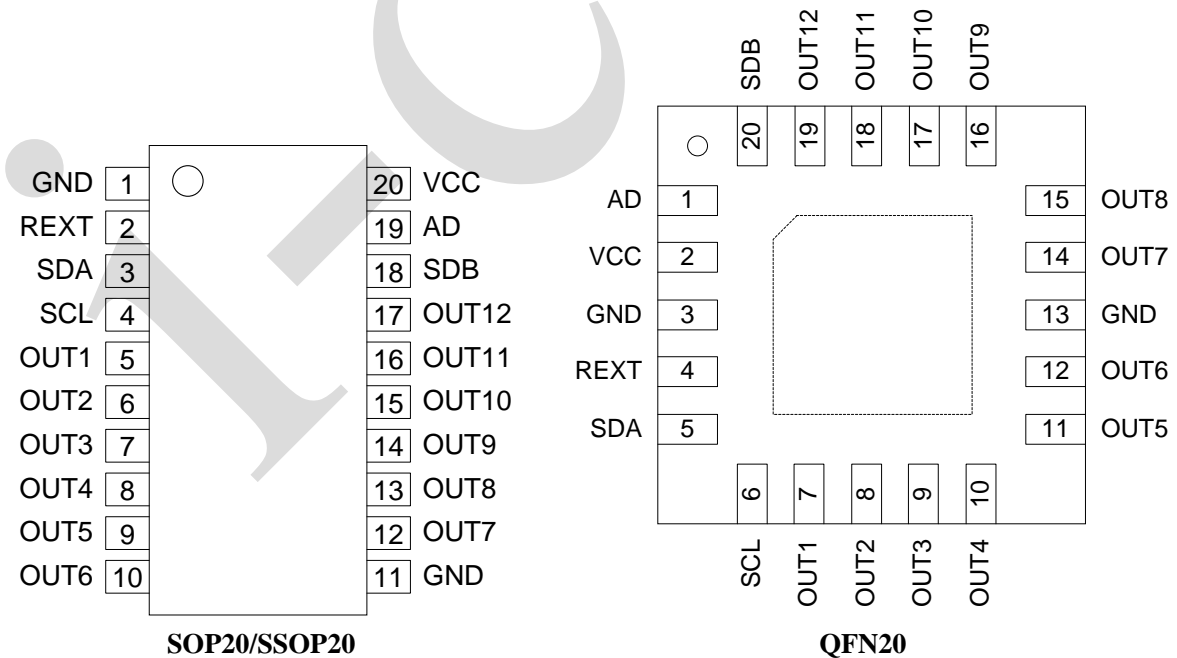 GND 1
REXT 2
SDA 3
SCL 4
OUT1 5
OUT2 6
OUT3 7
OUT4 8
OUT5 9
OUT6 10
20 VCC
19 AD
18 SDB
17 OUT12
16 OUT11
15 OUT10
14 OUT9
13 OUT8
12 OUT7
11 GND
SOP20/SSOP20
SDB OUT12 OUT11 OUT10 OUT9
20 19 18 17 16
AD 1
VCC 2
GND 3
REXT 4
SDA 5
15 OUT8
14 OUT7
13 GND
12 OUT6
11 OUT5
6 7 8 9 10
SCL OUT1 OUT2 OUT3 OUT4
QFN20